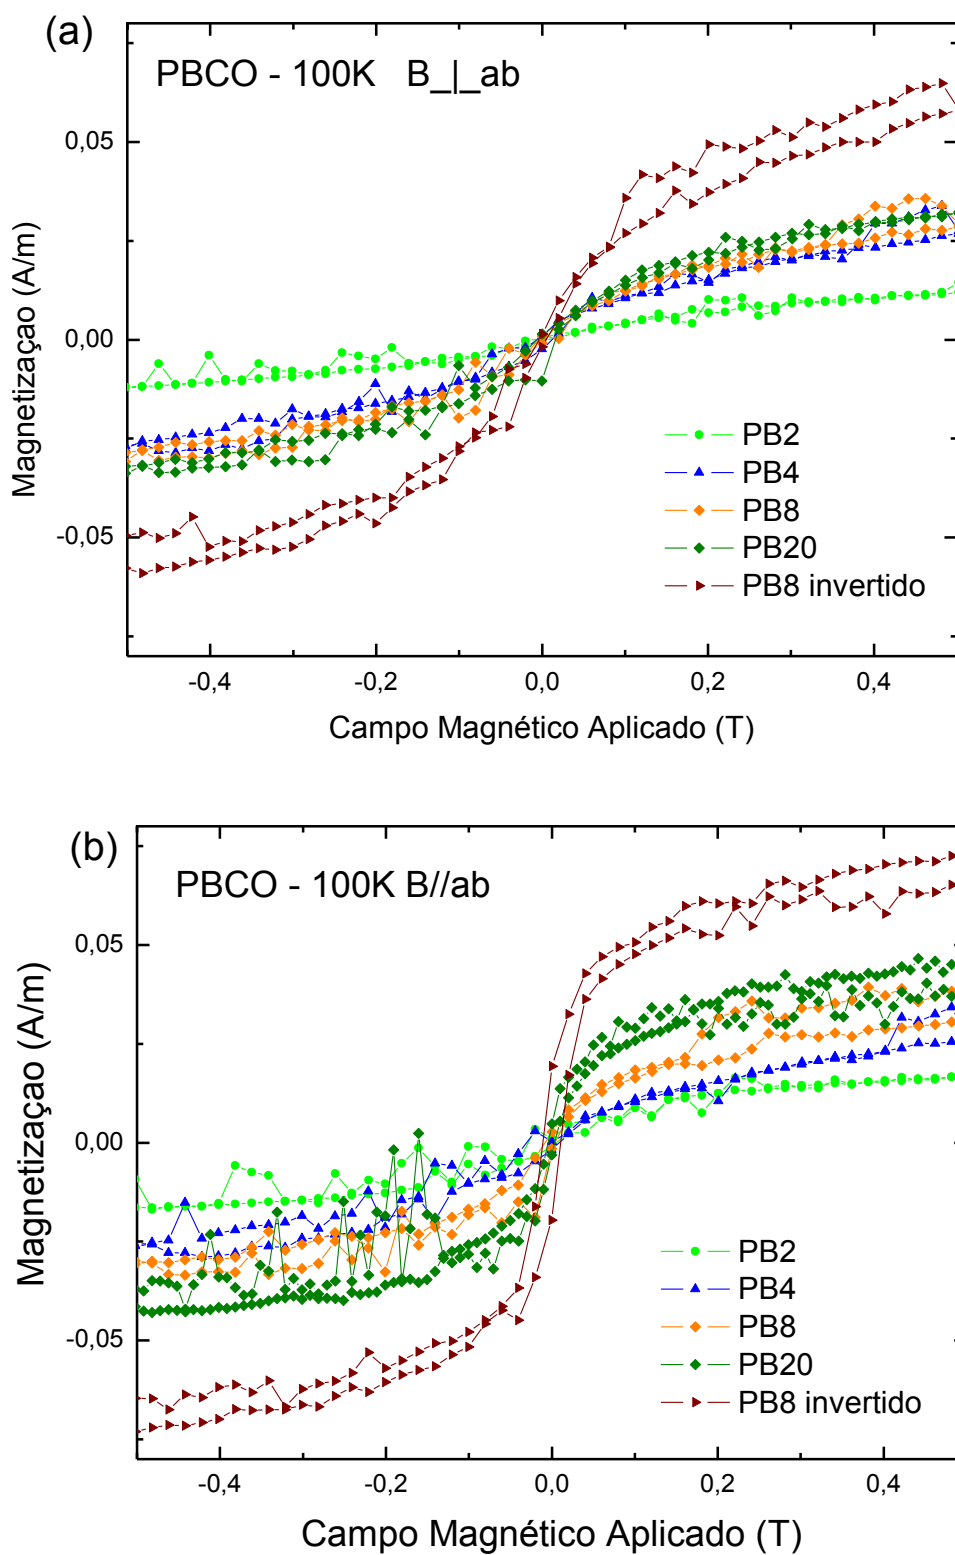 (a)
PBCO - 100K B_|_ab
0,05
0,00
-0,05
Magnetizaçao (A/m)
PB2
PB4
PB8
PB20
PB8 invertido
-0,4
-0,2
0,0
0,2
0,4
Campo Magnético Aplicado (T)
(b)
PBCO - 100K B//ab
0,05
0,00
-0,05
Magnetizaçao (A/m)
PB2
PB4
PB8
PB20
PB8 invertido
-0,4
-0,2
0,0
0,2
0,4
Campo Magnético Aplicado (T)